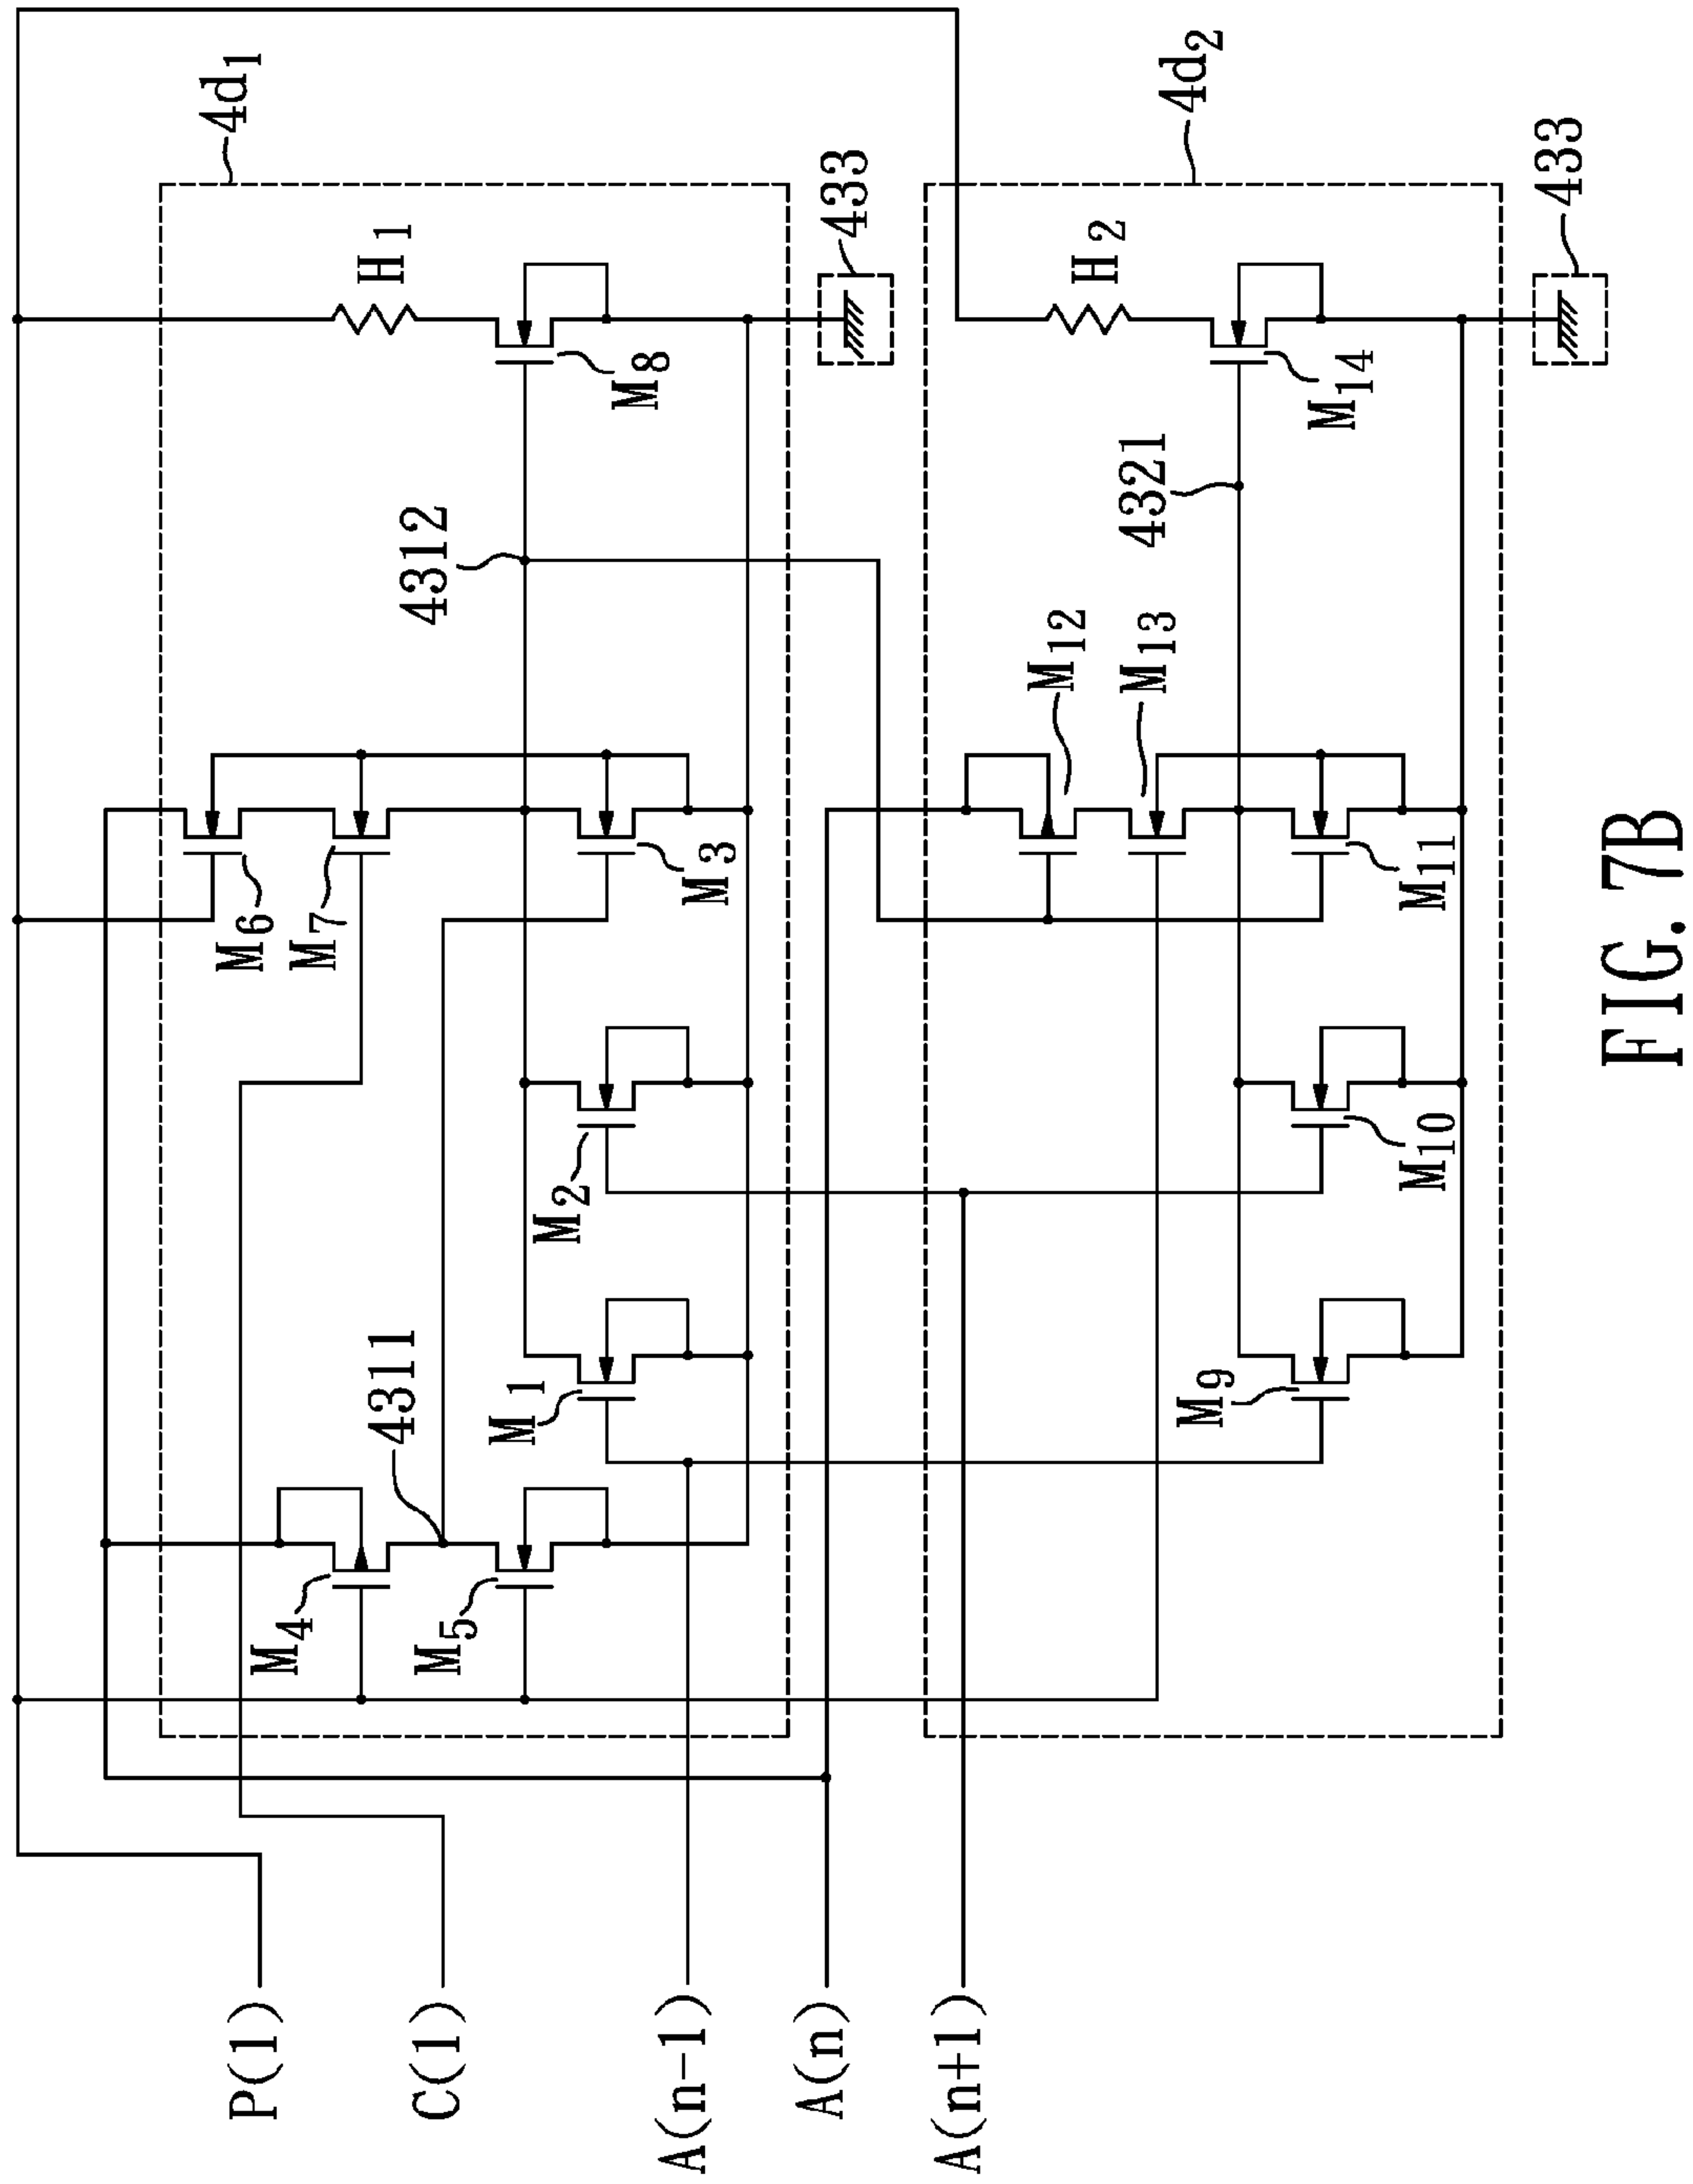 4d1
H1
M8
433
4312
M6
M7
M3
M2
M1
4311
M4
M5
4d2
H2
M14
433
4321
M12
M13
M11
M10
M9
P(1)
C(1)
A(n-1)
A(n)
A(n+1)
FIG. 7B